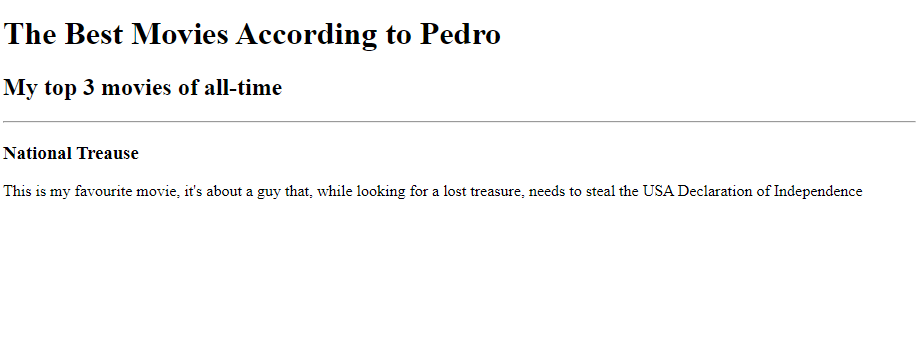 The Best Movies According to Pedro
My top 3 movies of all-time
National Treause
This is my favourite movie, it's about a guy that, while looking for a lost treasure, needs to steal the USA Declaration of Independence